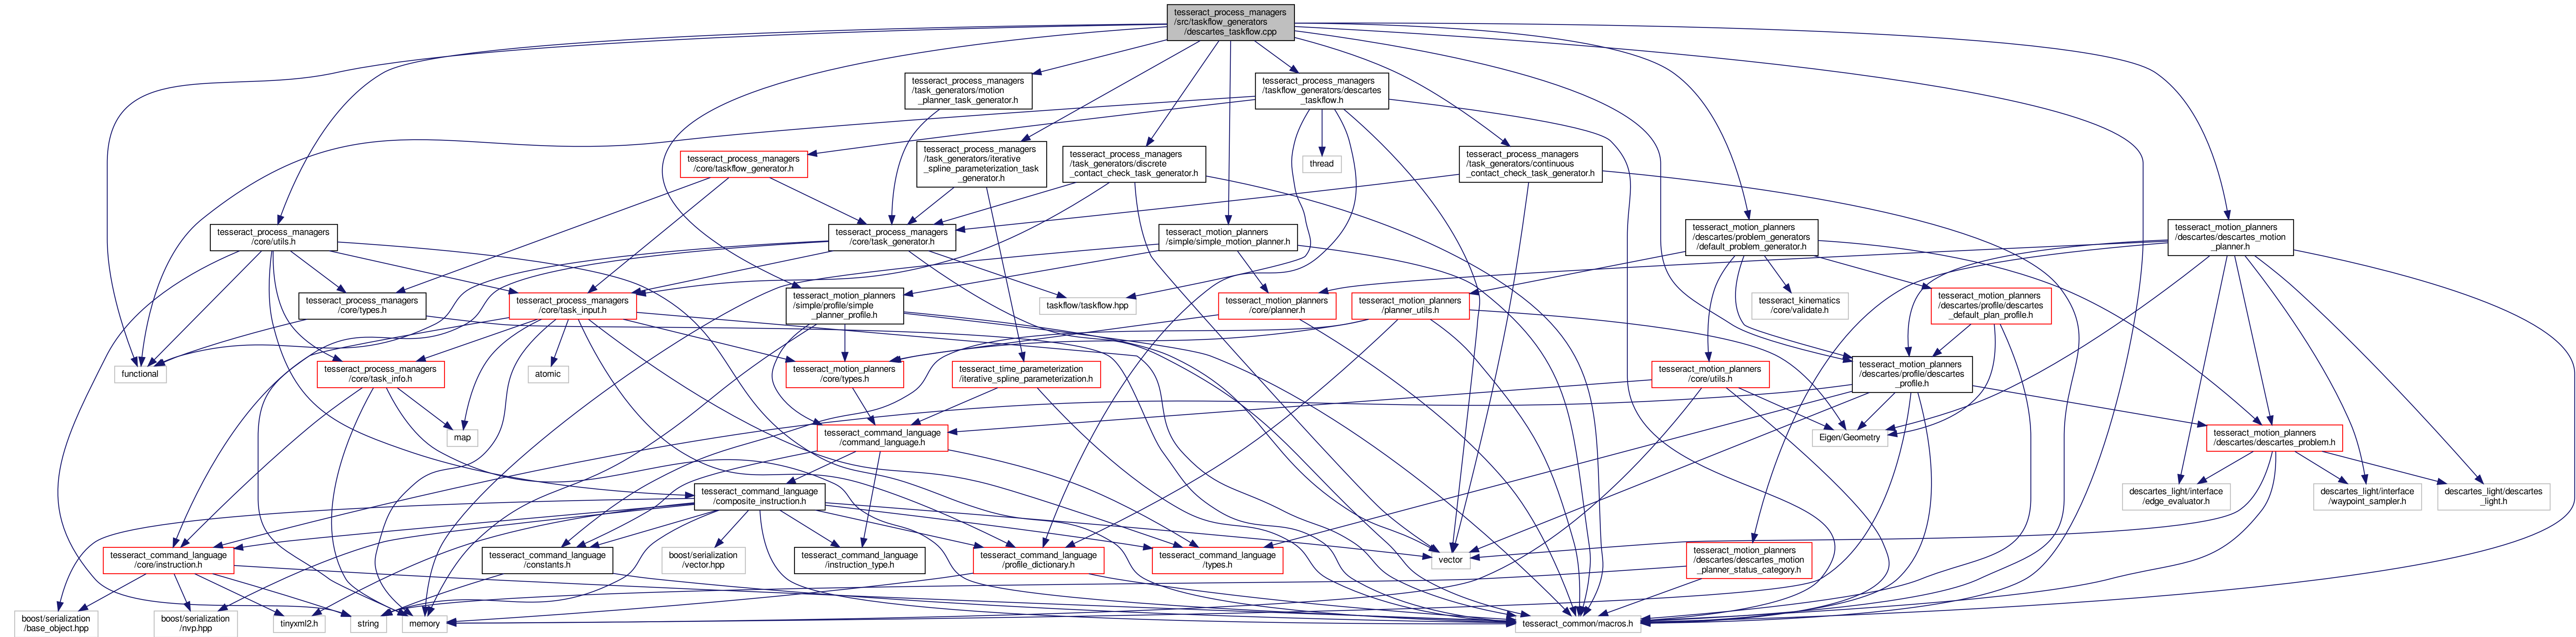 tesseract_process_managers
/src/taskflow_generators
/descartes_taskflow.cpp
tesseract_process_managers
/task_generators/motion
_planner_task_generator.h
tesseract_process_managers
/taskflow_generators/descartes
_taskflow.h
tesseract_process_managers
/core/taskflow_generator.h
tesseract_process_managers
/task_generators/iterative
_spline_parameterization_task
_generator.h
tesseract_process_managers
/task_generators/discrete
_contact_check_task_generator.h
thread
tesseract_process_managers
/task_generators/continuous
_contact_check_task_generator.h
tesseract_process_managers
/core/utils.h
tesseract_process_managers
/core/task_generator.h
tesseract_motion_planners
/simple/simple_motion_planner.h
tesseract_motion_planners
/descartes/problem_generators
/default_problem_generator.h
tesseract_motion_planners
/descartes/descartes_motion
_planner.h
tesseract_process_managers
/core/types.h
tesseract_process_managers
/core/task_input.h
tesseract_motion_planners
/simple/profile/simple
_planner_profile.h
taskflow/taskflow.hpp
tesseract_motion_planners
/core/planner.h
tesseract_motion_planners
/planner_utils.h
tesseract_kinematics
/core/validate.h
tesseract_motion_planners
/descartes/profile/descartes
_default_plan_profile.h
functional
tesseract_process_managers
/core/task_info.h
atomic
tesseract_motion_planners
/core/types.h
tesseract_time_parameterization
/iterative_spline_parameterization.h
tesseract_motion_planners
/core/utils.h
tesseract_motion_planners
/descartes/profile/descartes
_profile.h
map
tesseract_command_language
/command_language.h
Eigen/Geometry
tesseract_motion_planners
/descartes/descartes_problem.h
tesseract_command_language
/composite_instruction.h
descartes_light/interface
/edge_evaluator.h
descartes_light/interface
/waypoint_sampler.h
descartes_light/descartes
_light.h
tesseract_command_language
/core/instruction.h
tesseract_command_language
/constants.h
boost/serialization
/vector.hpp
tesseract_command_language
/instruction_type.h
tesseract_command_language
/profile_dictionary.h
tesseract_command_language
/types.h
vector
tesseract_motion_planners
/descartes/descartes_motion
_planner_status_category.h
boost/serialization
/base_object.hpp
boost/serialization
/nvp.hpp
tinyxml2.h
string
memory
tesseract_common/macros.h